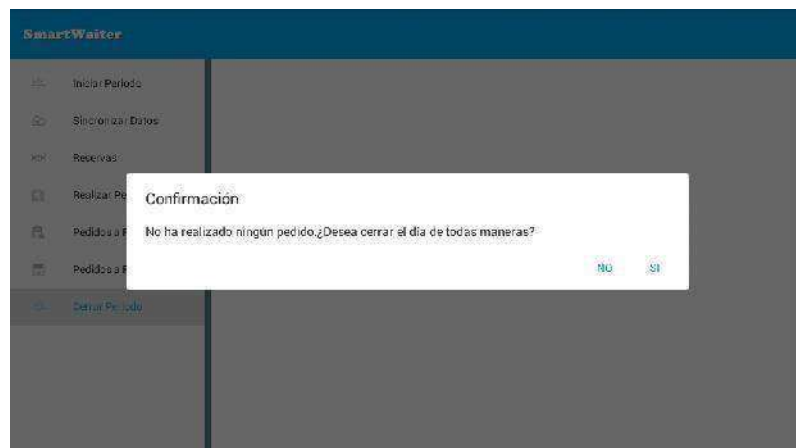 SmartWaiter
Iniciar Periodo
Sincronizar Datos
Reservas
Realizar Pe
Confirmación
No ha realizado ningún pedido.¿Desea cerrar el día de todas maneras?
Pedidos a P
Pedidos a P
NO SI
Cerrar Periodo